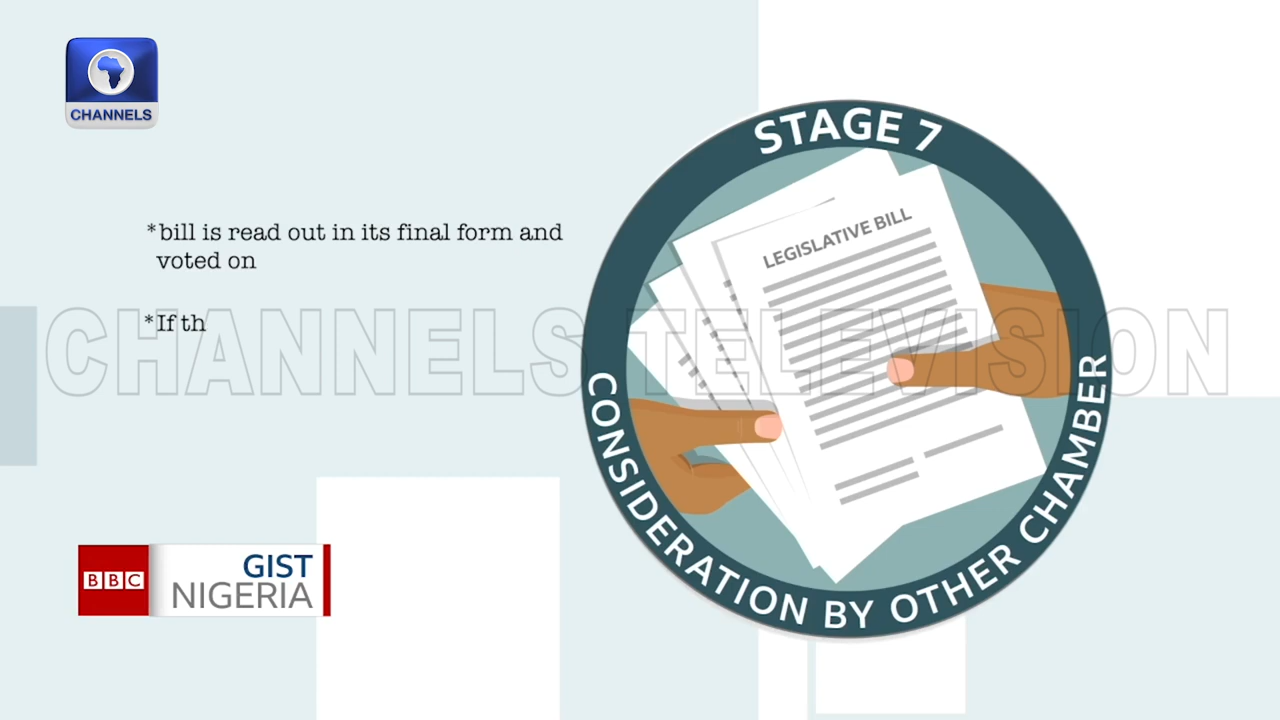 CHANNELS
STAGE 7
LEGISLATIVE BILL
*bill is read out in its final form and
voted on
*If th
CHANNELS TELEVISION
CONSIDERATION BY OTHER CHAMBER
BBC GIST
NIGERIA